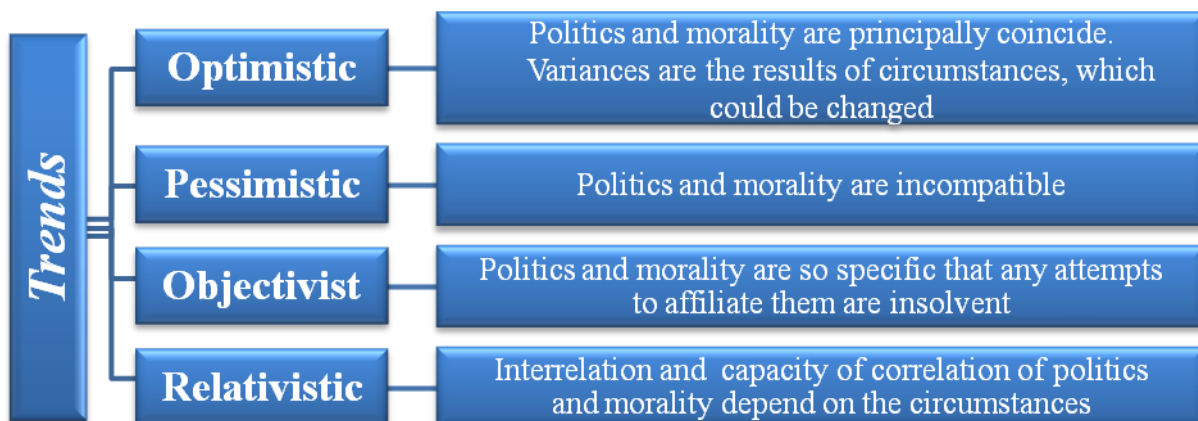 Trends
Optimistic
Politics and morality are principally coincide.
Variances are the results of circumstances, which
could be changed
Pessimistic
Politics and morality are incompatible
Objectivist
Politics and morality are so specific that any attempts
to affiliate them are insolvent
Relativistic
Interrelation and capacity of correlation of politics
and morality depend on the circumstances